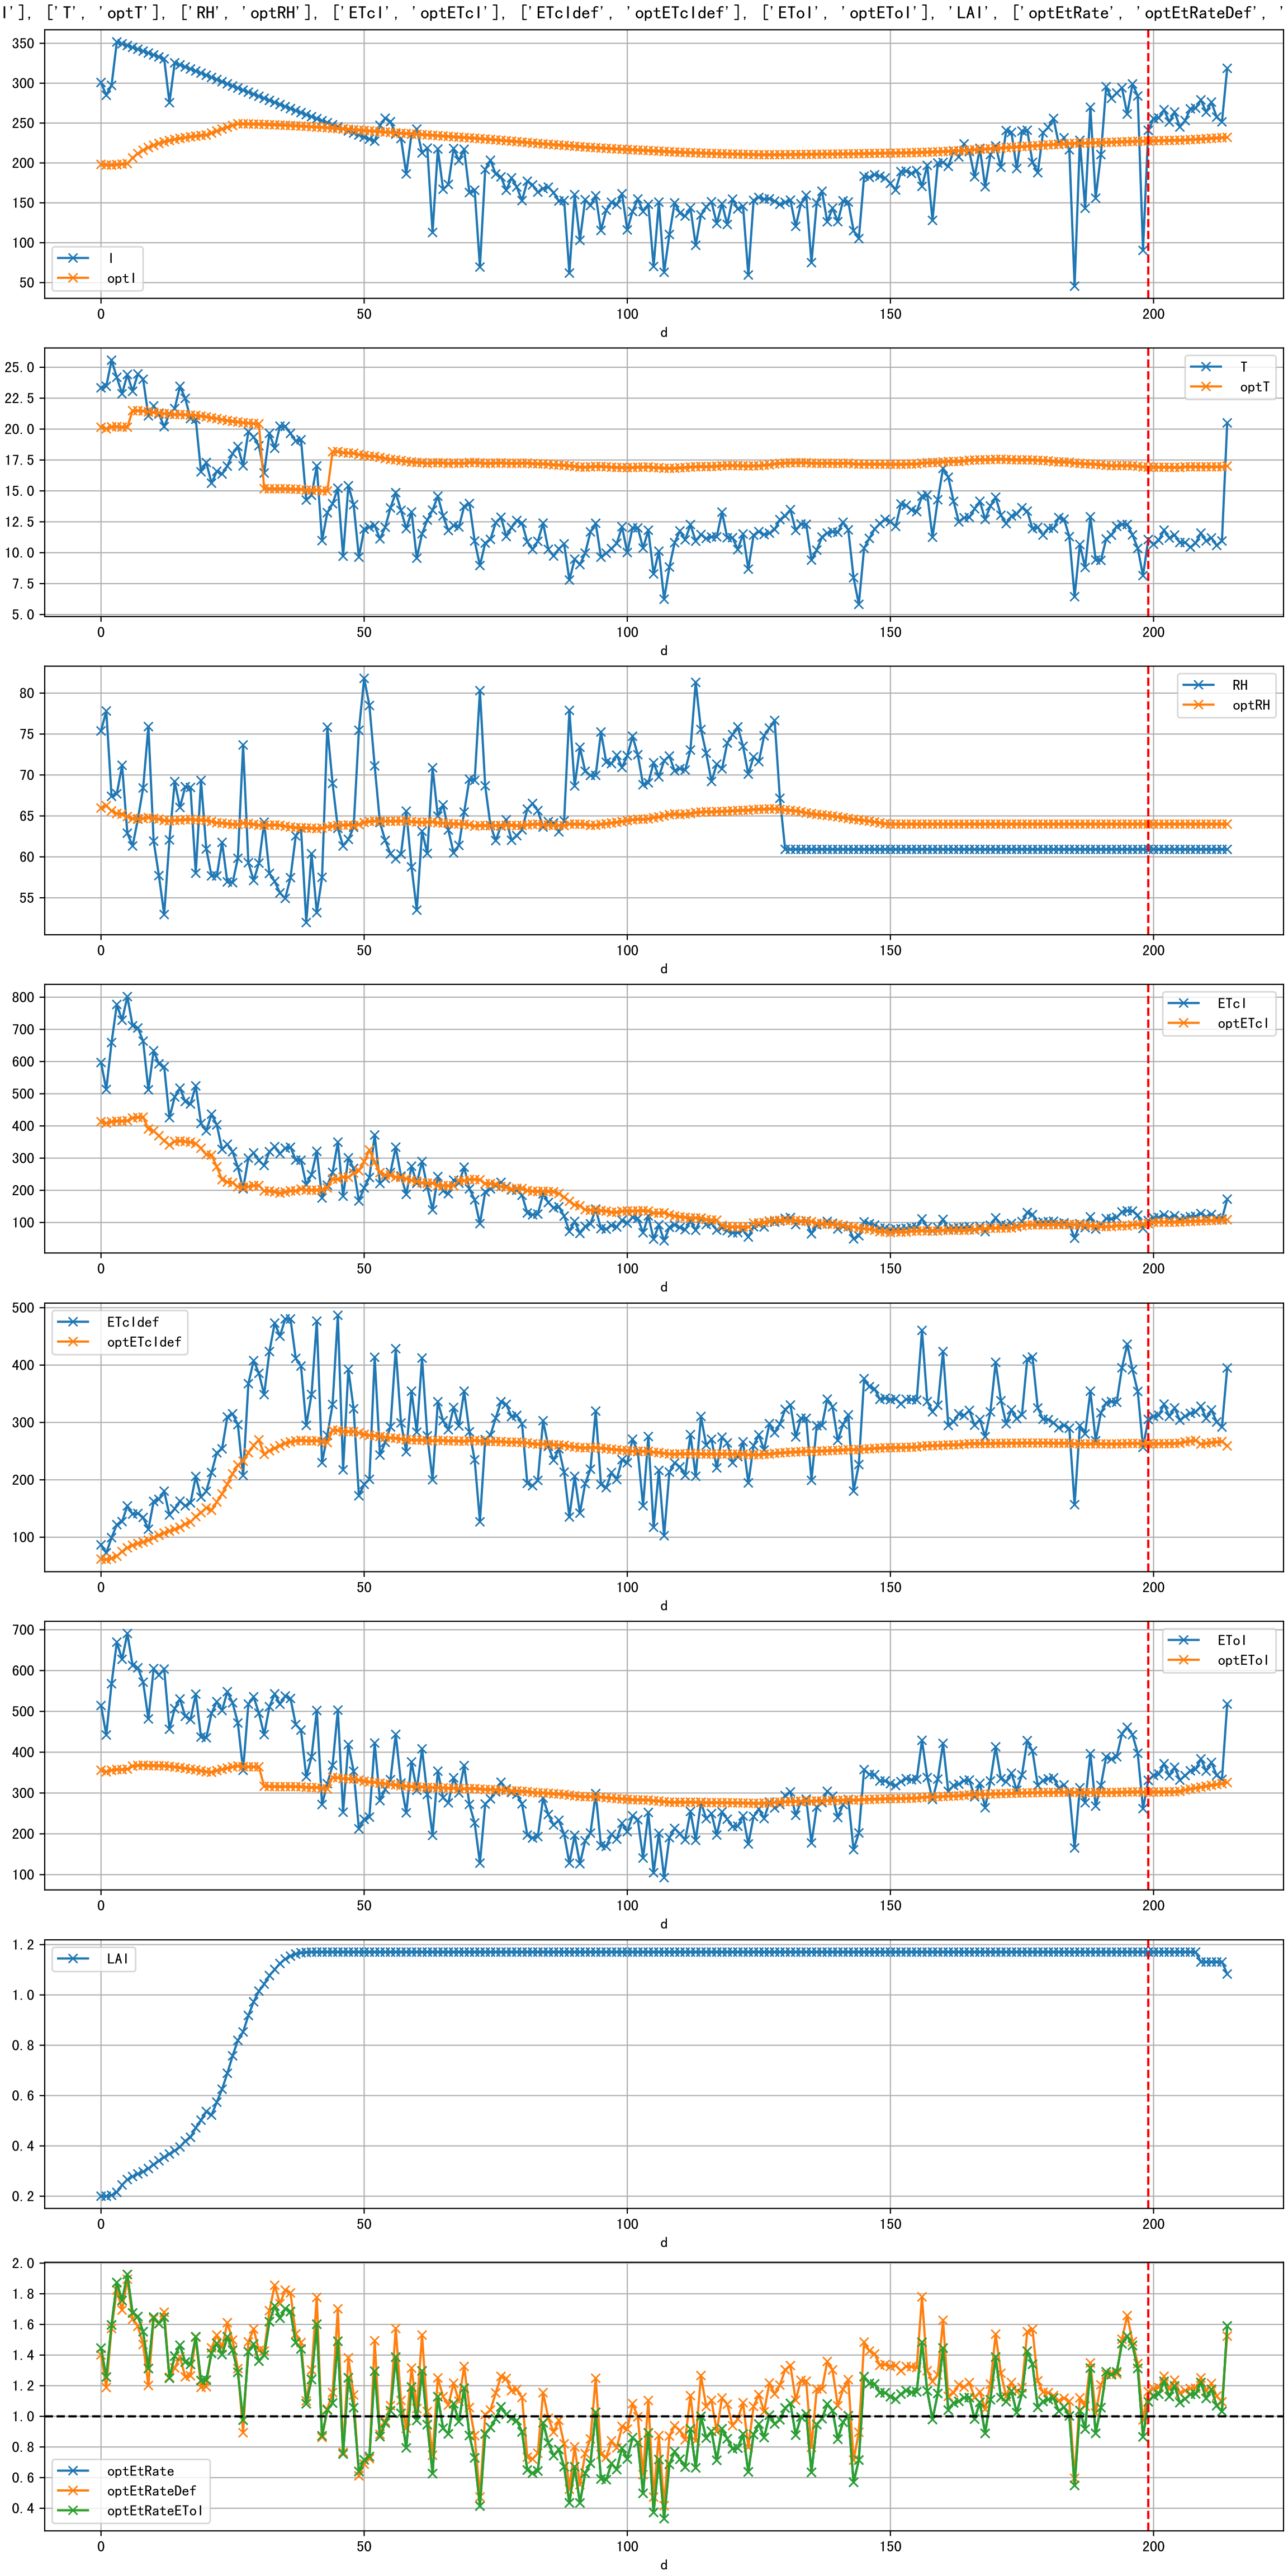 I'], ['T', 'optT'], ['RH', 'optRH'], ['ETcI', 'optETcI'], ['ETcIdef', 'optETcIdef'], ['EToI', 'optEToI'], 'LAI', ['optEtRate', 'optEtRateDef', '
350
300
250
200
150
100
50
I
optI
0 50 100 150 200
d
25.0
22.5
20.0
17.5
15.0
12.5
10.0
7.5
5.0
T
optT
0 50 100 150 200
d
80
75
70
65
60
55
RH
optRH
0 50 100 150 200
d
800
700
600
500
400
300
200
100
ETcI
optETcI
0 50 100 150 200
d
500
400
300
200
100
ETcIdef
optETcIdef
0 50 100 150 200
d
700
600
500
400
300
200
100
EToI
optEToI
0 50 100 150 200
d
1.2
1.0
0.8
0.6
0.4
0.2
LAI
0 50 100 150 200
d
2.0
1.8
1.6
1.4
1.2
1.0
0.8
0.6
0.4
optEtRate
optEtRateDef
optEtRateEToI
0 50 100 150 200
d